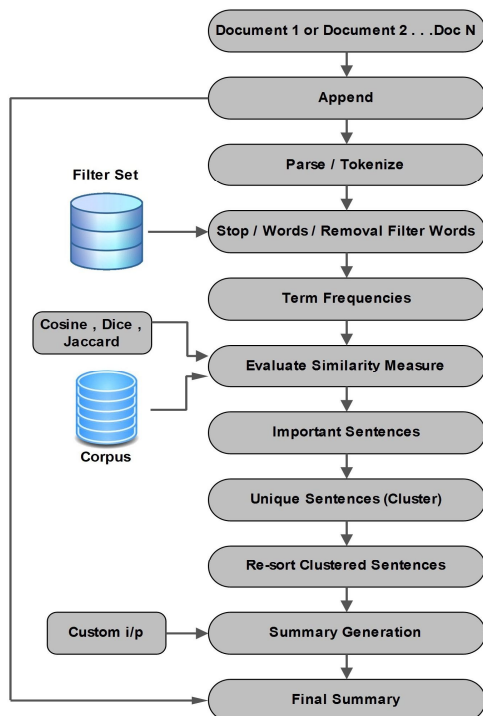 Document 1 or Document 2 . . .Doc N
Append
Parse / Tokenize
Filter Set
Stop / Words / Removal Filter Words
Term Frequencies
Cosine , Dice ,
Jaccard
Evaluate Similarity Measure
Corpus
Important Sentences
Unique Sentences (Cluster)
Re-sort Clustered Sentences
Custom i/p
Summary Generation
Final Summary